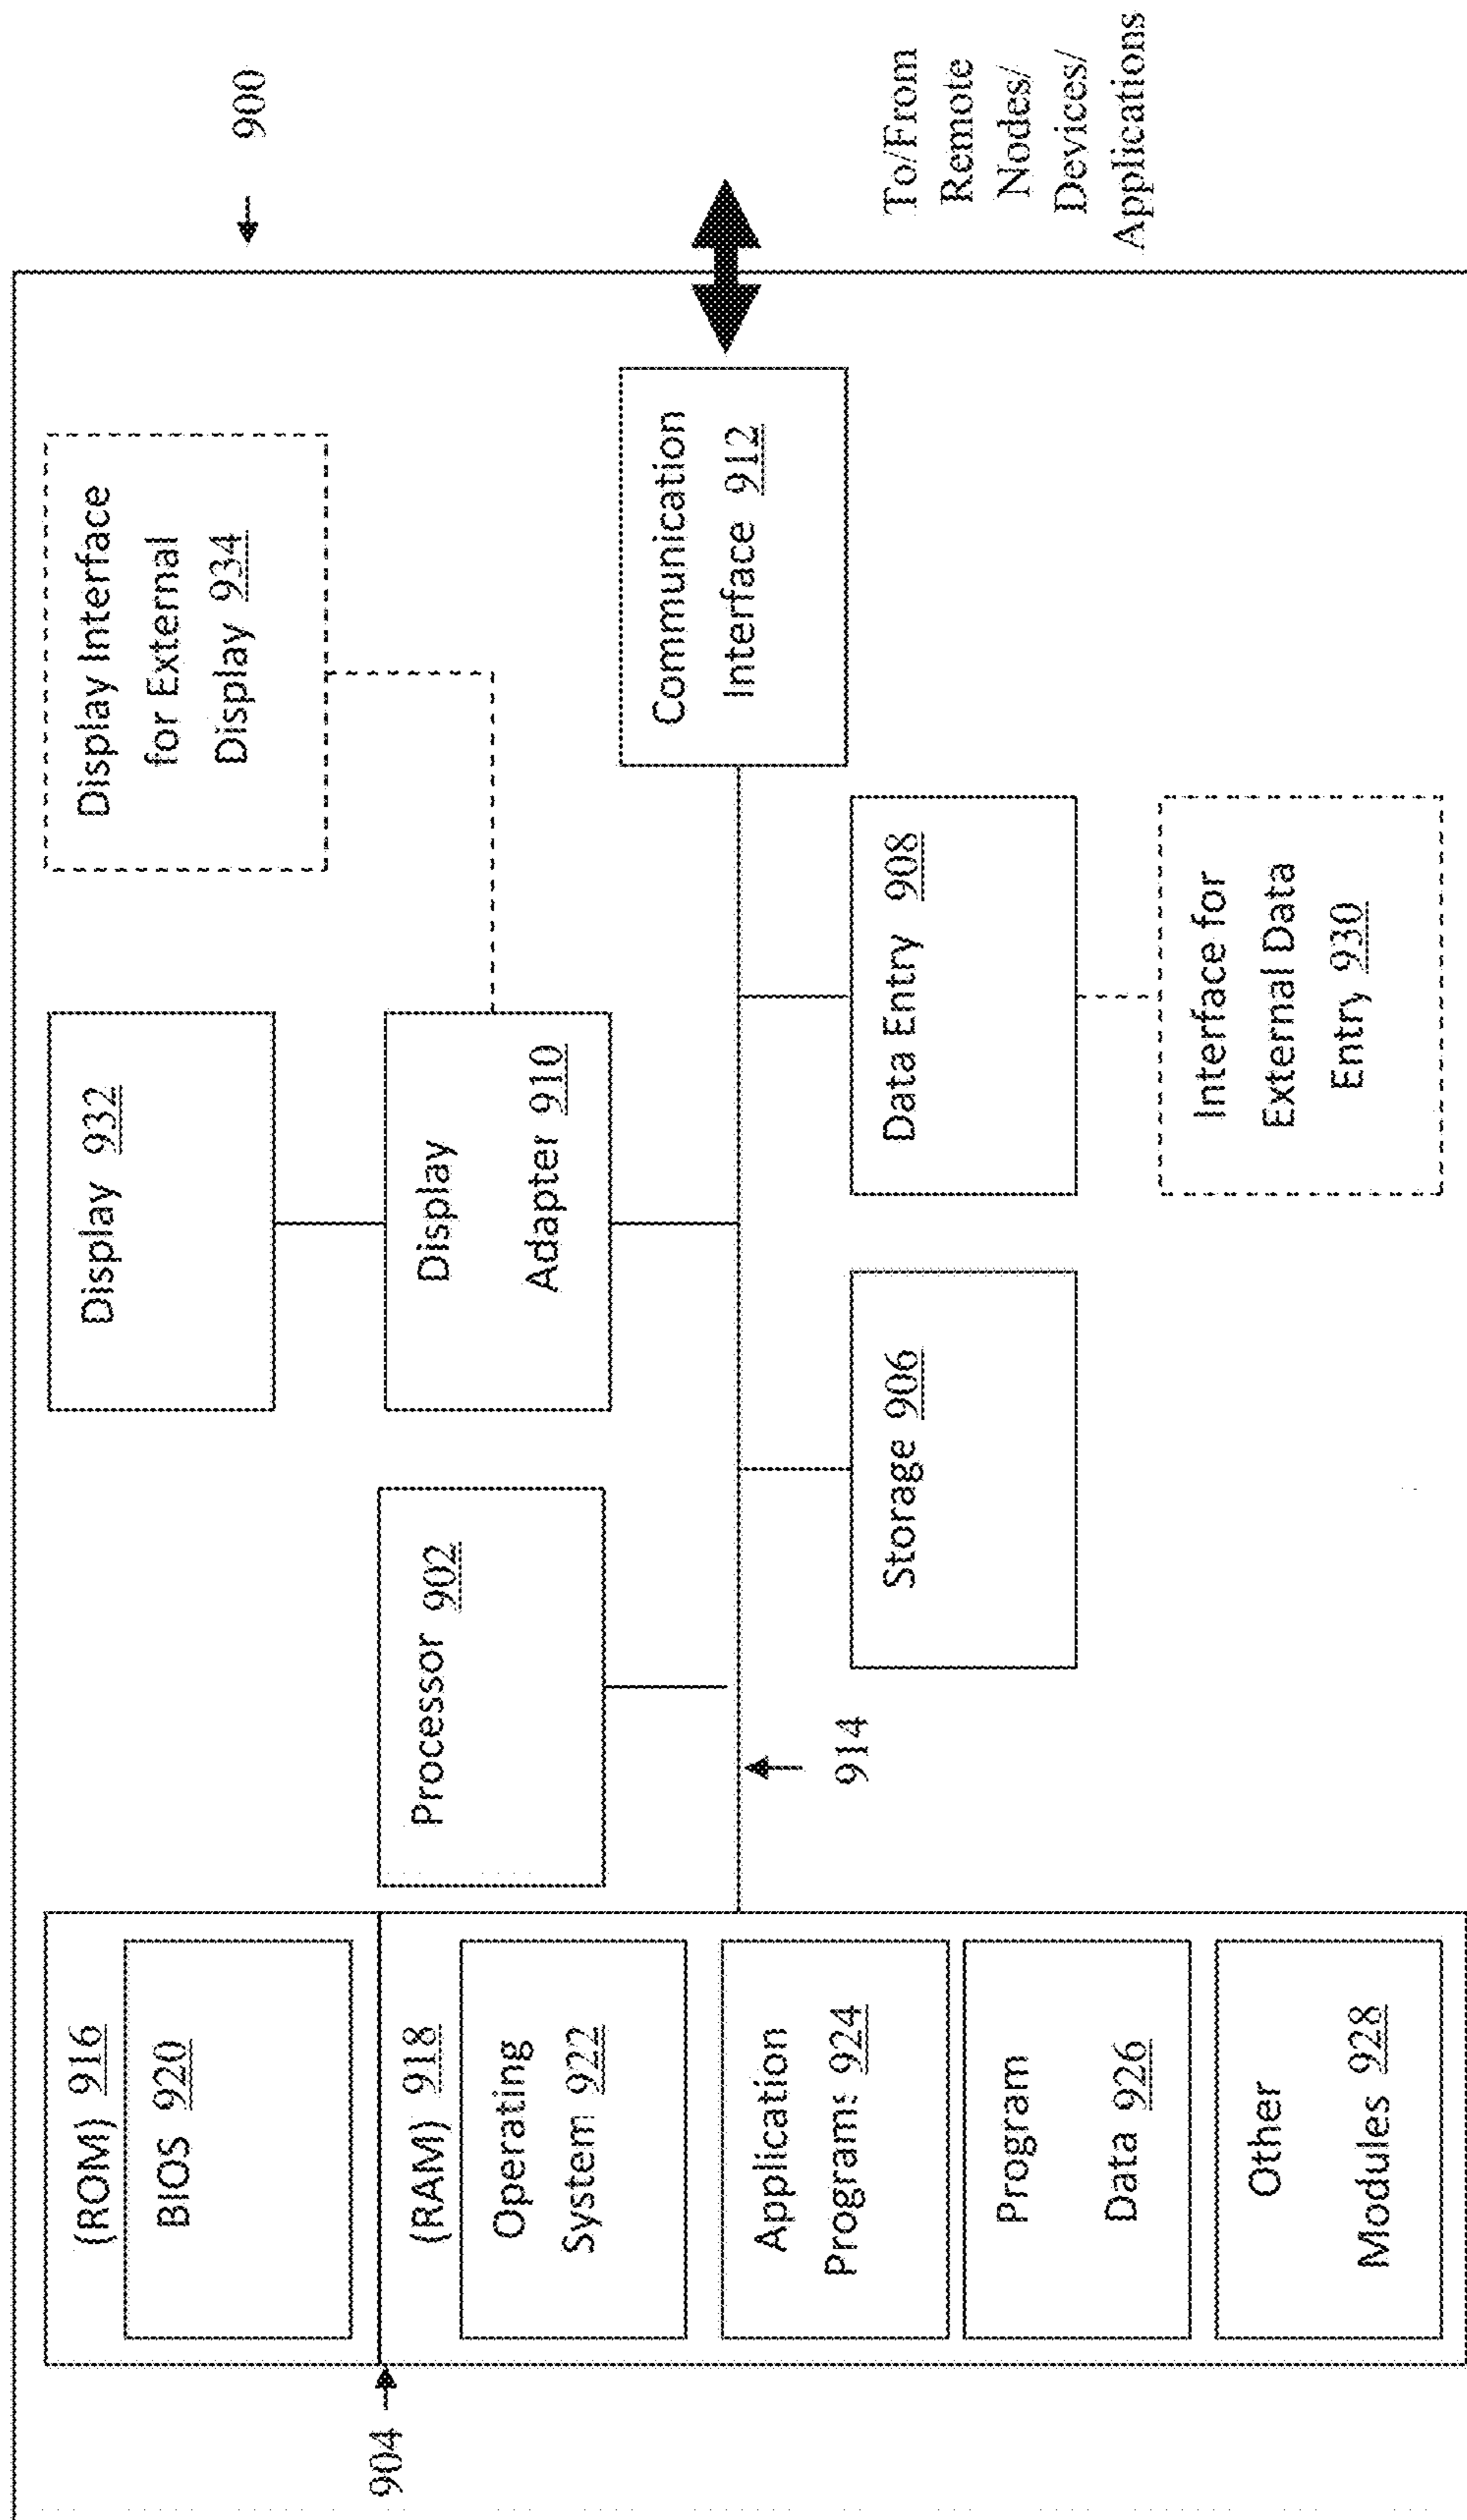 900
(ROM) 916
BIOS 920
904
(RAM) 918
Operating
System 922
Application
Programs 924
Program
Data 926
Other
Modules 928
Processor 902
914
Display 932
Display
Adapter 910
Storage 906
Display Interface
for External
Display 934
Data Entry 908
Interface for
External Data
Entry 930
Communication
Interface 912
To/From
Remote
Nodes/
Devices/
Applications